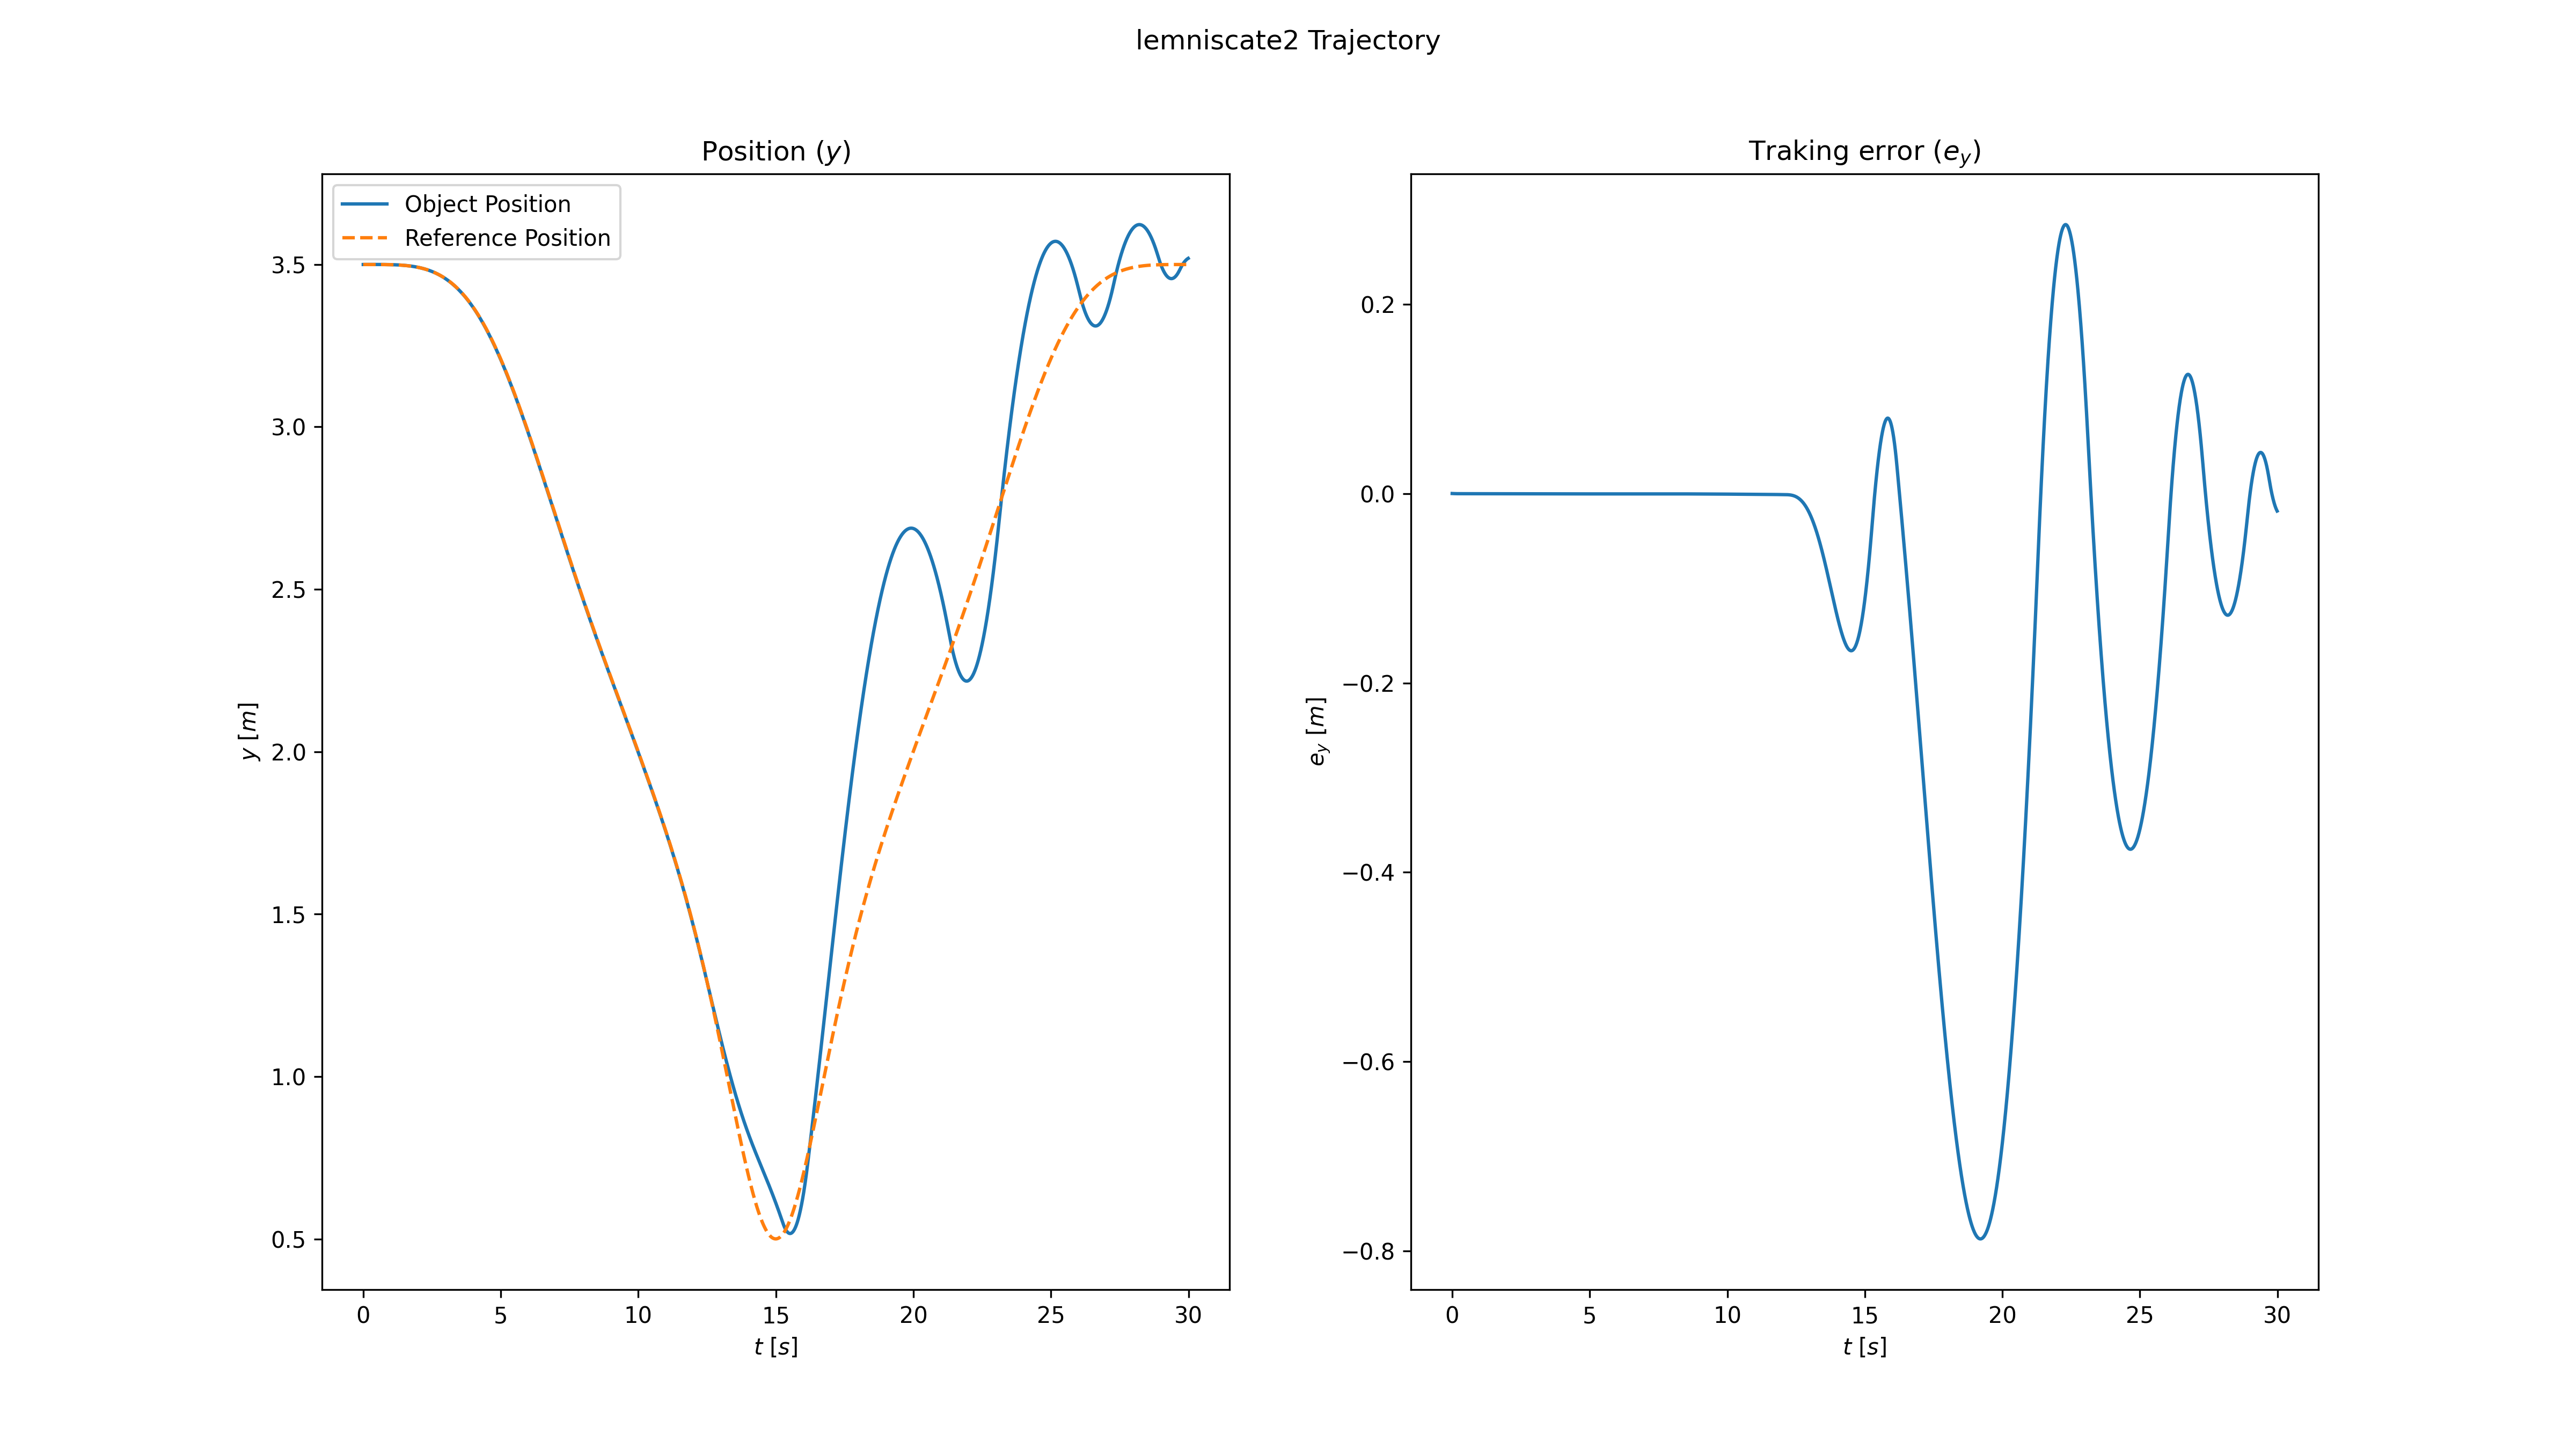 lemniscate2 Trajectory
Position (y)
Object Position
Reference Position
3.5
3.0
2.5
2.0
1.5
1.0
0.5
y [m]
0 5 10 15 20 25 30
t [s]
Traking error (e_y)
0.2
0.0
−0.2
−0.4
−0.6
−0.8
e_y [m]
0 5 10 15 20 25 30
t [s]